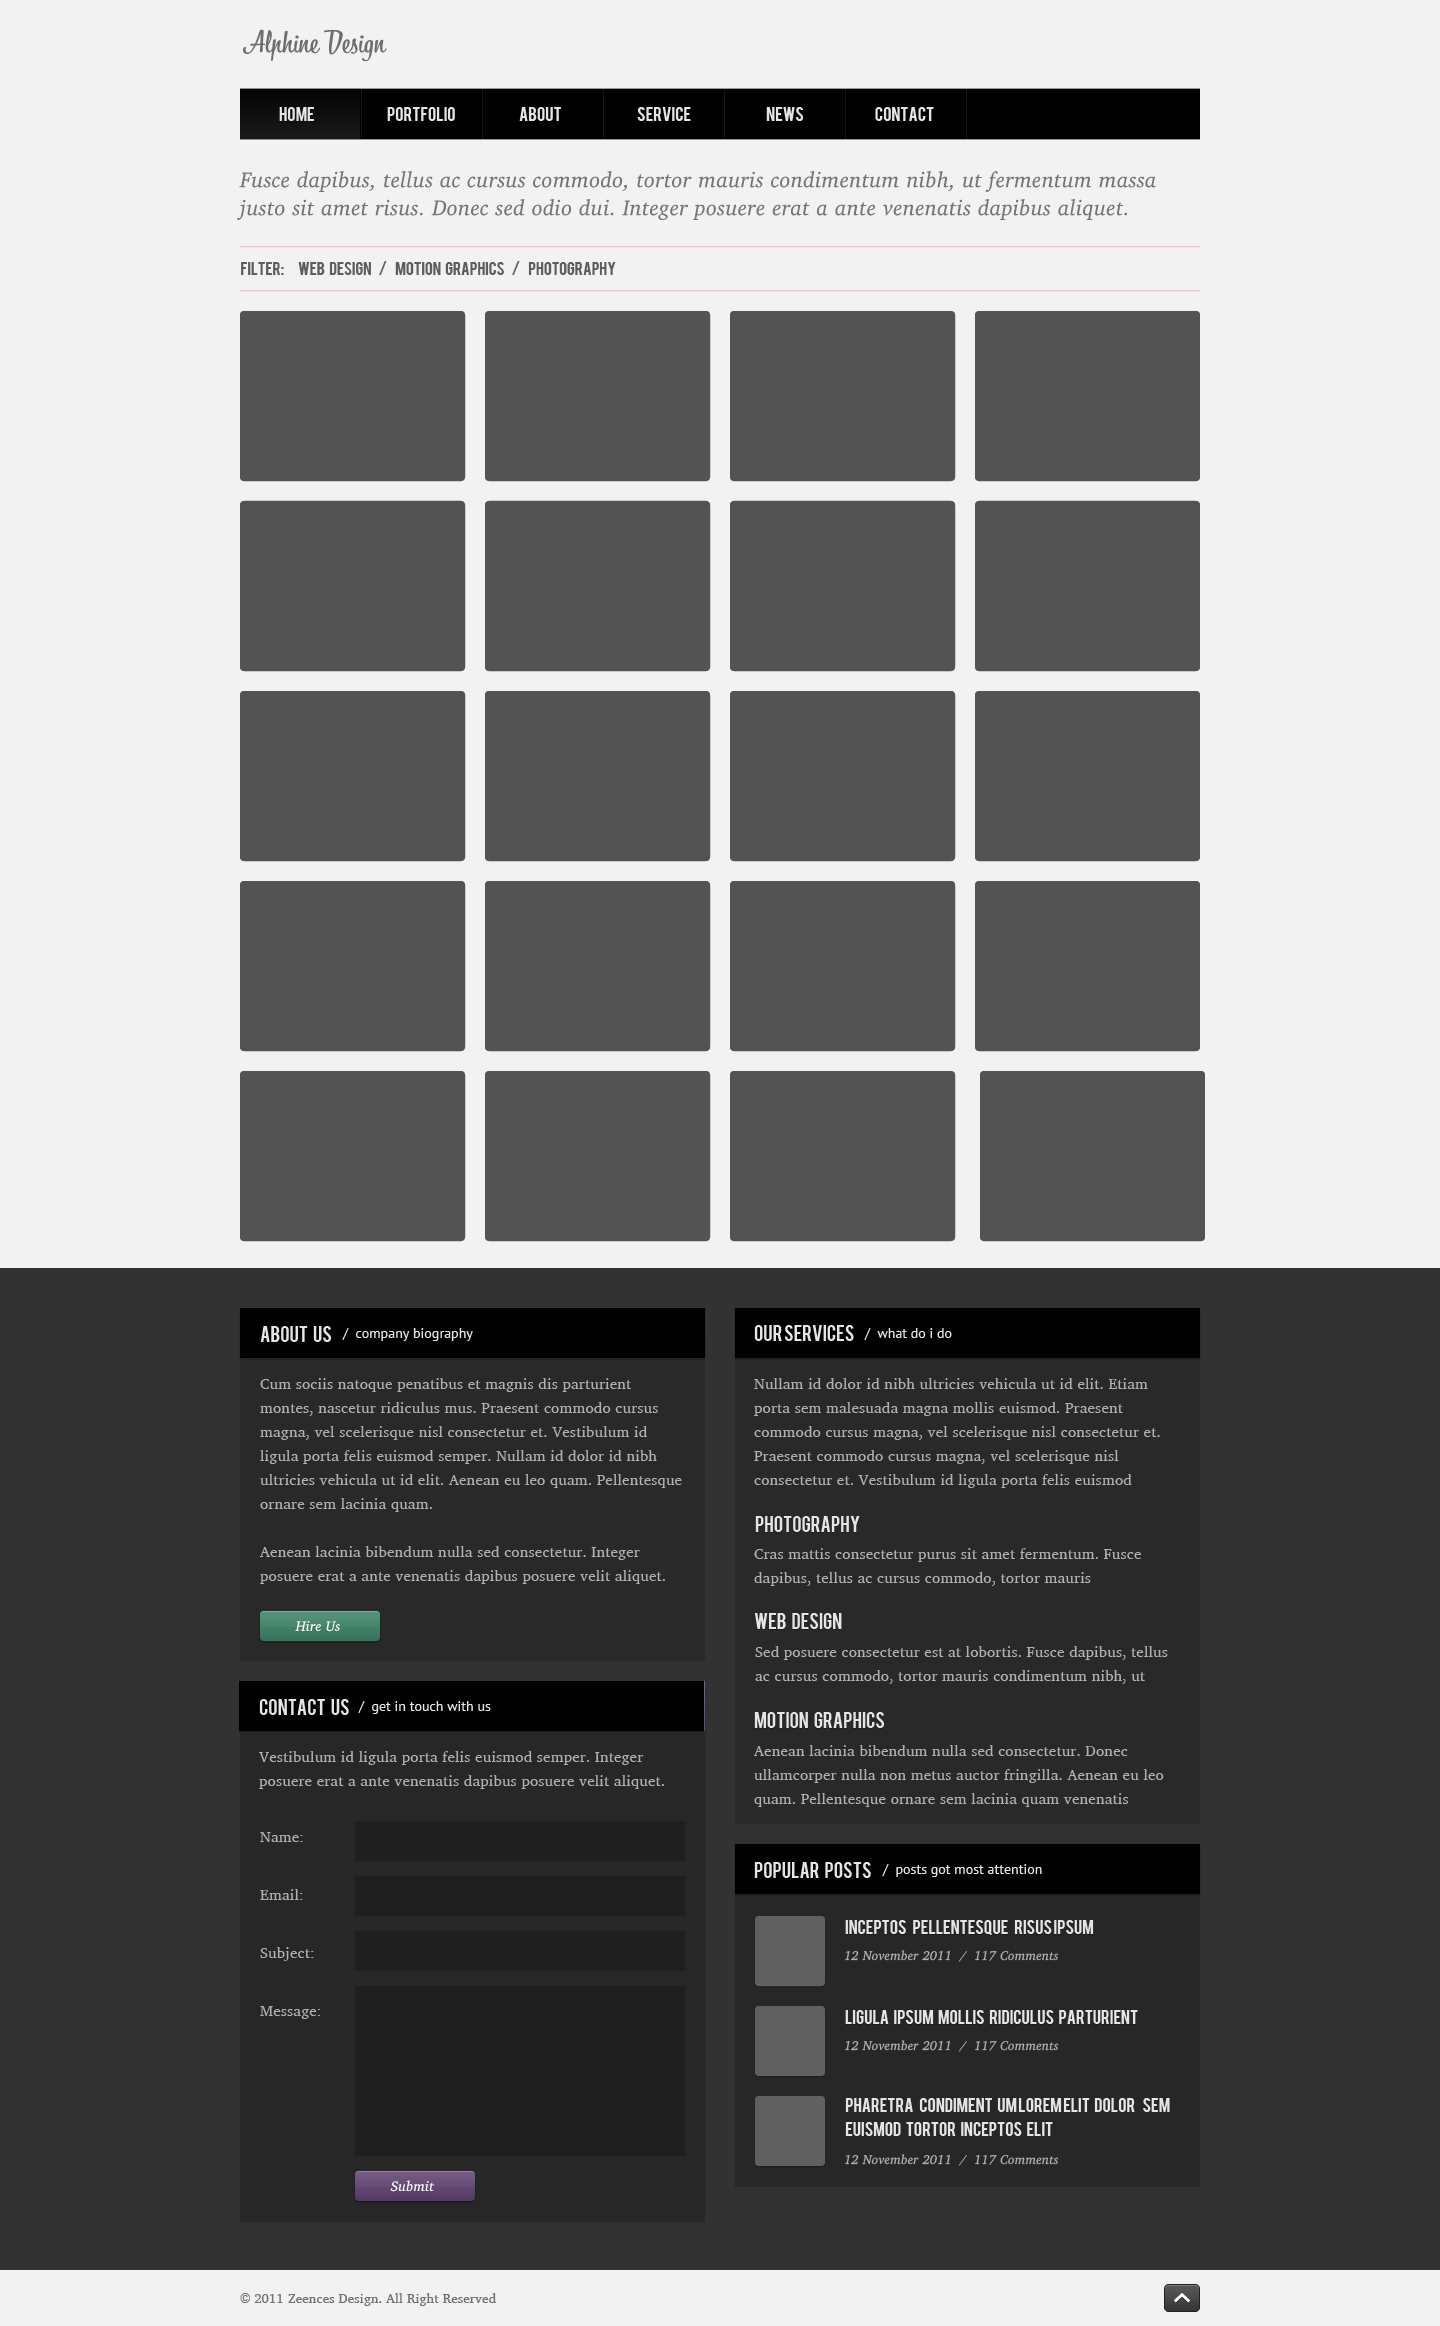 Alphine Design
HOME PORTFOLIO ABOUT SERVICE NEWS CONTACT
Fusce dapibus, tellus ac cursus commodo, tortor mauris condimentum nibh, ut fermentum massa
justo sit amet risus. Donec sed odio dui. Integer posuere erat a ante venenatis dapibus aliquet.
FILTER: WEB DESIGN / MOTION GRAPHICS / PHOTOGRAPHY
ABOUT US / company biography
Cum sociis natoque penatibus et magnis dis parturient
montes, nascetur ridiculus mus. Praesent commodo cursus
magna, vel scelerisque nisl consectetur et. Vestibulum id
ligula porta felis euismod semper. Nullam id dolor id nibh
ultricies vehicula ut id elit. Aenean eu leo quam. Pellentesque
ornare sem lacinia quam.
Aenean lacinia bibendum nulla sed consectetur. Integer
posuere erat a ante venenatis dapibus posuere velit aliquet.
Hire Us
CONTACT US / get in touch with us
Vestibulum id ligula porta felis euismod semper. Integer
posuere erat a ante venenatis dapibus posuere velit aliquet.
Name:
Email:
Subject:
Message:
Submit
OUR SERVICES / what do i do
Nullam id dolor id nibh ultricies vehicula ut id elit. Etiam
porta sem malesuada magna mollis euismod. Praesent
commodo cursus magna, vel scelerisque nisl consectetur et.
Praesent commodo cursus magna, vel scelerisque nisl
consectetur et. Vestibulum id ligula porta felis euismod
PHOTOGRAPHY
Cras mattis consectetur purus sit amet fermentum. Fusce
dapibus, tellus ac cursus commodo, tortor mauris
WEB DESIGN
Sed posuere consectetur est at lobortis. Fusce dapibus, tellus
ac cursus commodo, tortor mauris condimentum nibh, ut
MOTION GRAPHICS
Aenean lacinia bibendum nulla sed consectetur. Donec
ullamcorper nulla non metus auctor fringilla. Aenean eu leo
quam. Pellentesque ornare sem lacinia quam venenatis
POPULAR POSTS / posts got most attention
INCEPTOS PELLENTESQUE RISUS IPSUM
12 November 2011 / 117 Comments
LIGULA IPSUM MOLLIS RIDICULUS PARTURIENT
12 November 2011 / 117 Comments
PHARETRA CONDIMENT UMLOREMELIT DOLOR SEM
EUISMOD TORTOR INCEPTOS ELIT
12 November 2011 / 117 Comments
© 2011 Zeences Design. All Right Reserved